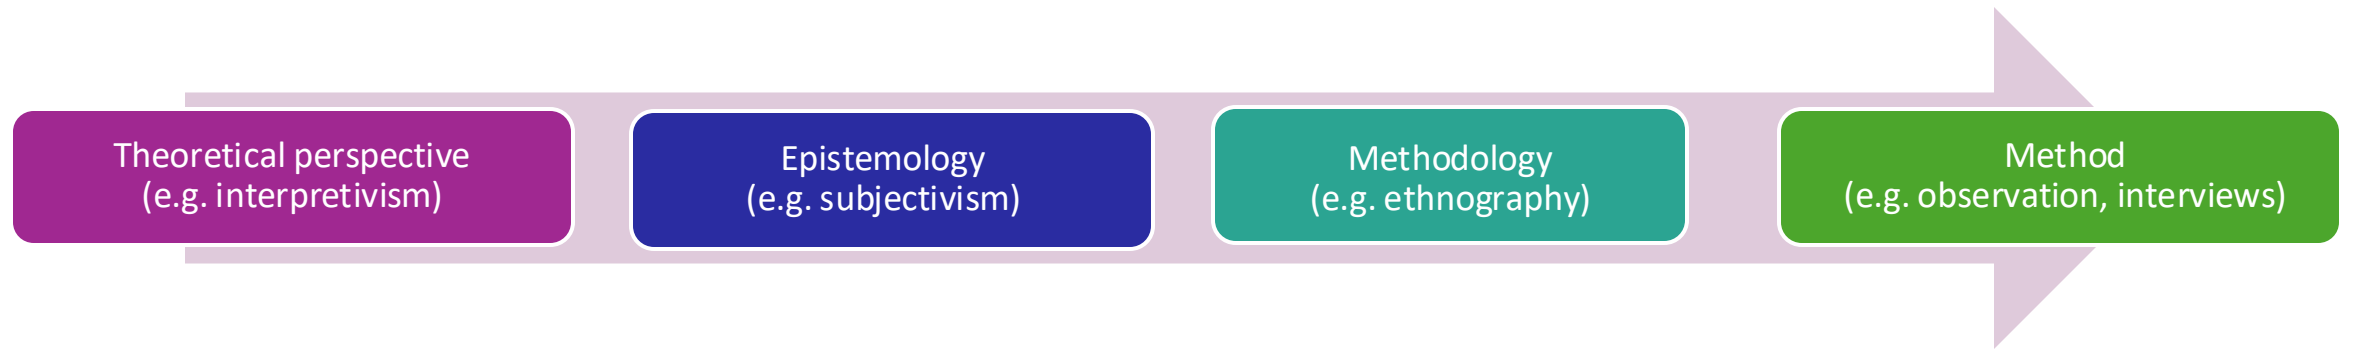 Theoretical perspective
(e.g. interpretivism)
Epistemology
(e.g. subjectivism)
Methodology
(e.g. ethnography)
Method
(e.g. observation, interviews)